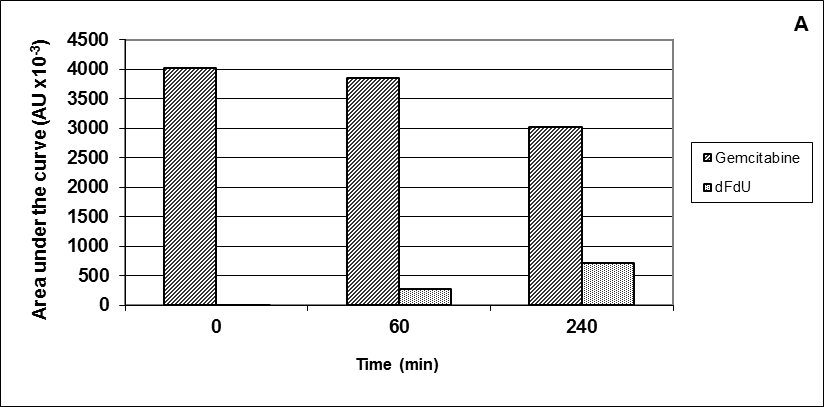 A
Area under the curve (AU x10-3)
4500
4000
3500
3000
2500
2000
1500
1000
500
0
0 60 240
Time (min)
Gemcitabine
dFdU